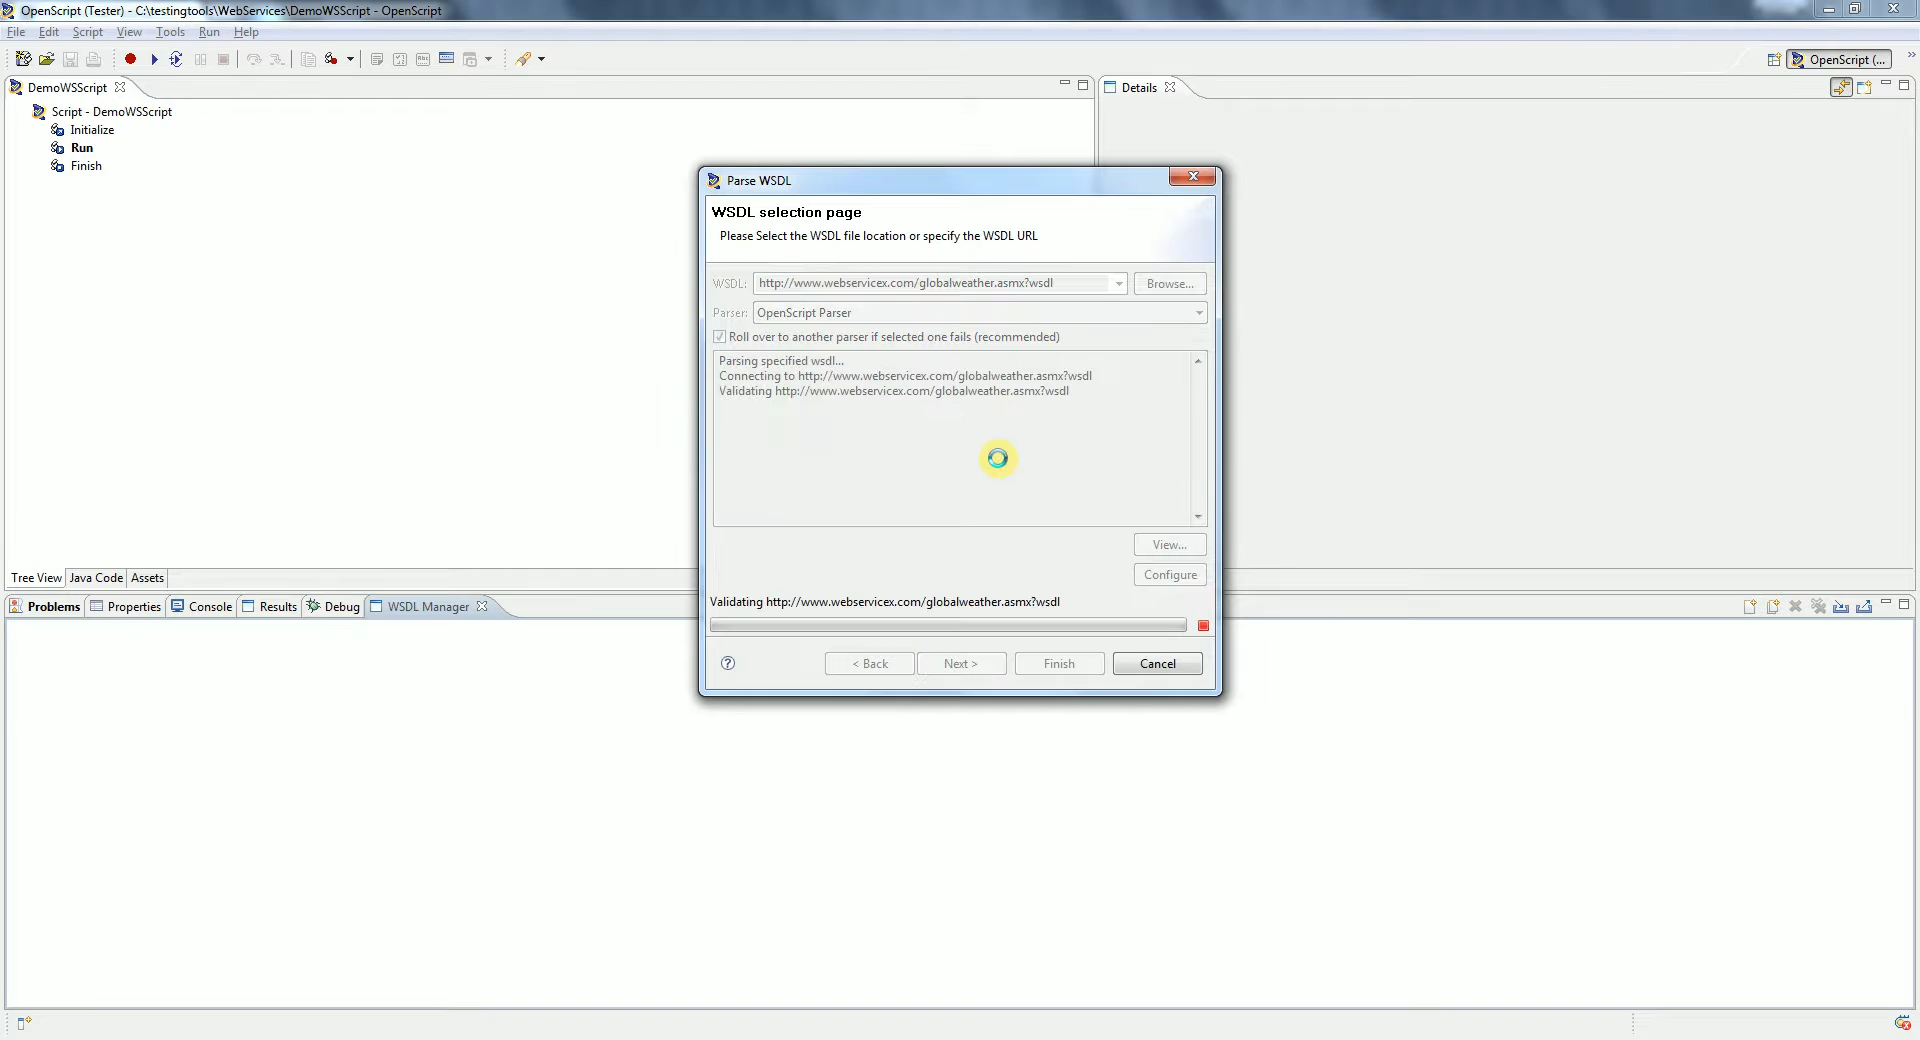 OpenScript (Tester) - C:\testingtools\WebServices\DemoWSScript - OpenScript
File Edit Script View Tools Run Help
OpenScript (...
DemoWSScript
Details
Script - DemoWSScript
Initialize
Run
Finish
Parse WSDL
WSDL selection page
Please Select the WSDL file location or specify the WSDL URL
WSDL: http://www.webservicex.com/globalweather.asmx?wsdl Browse...
Parser: OpenScript Parser
Roll over to another parser if selected one fails (recommended)
Parsing specified wsdl...
Connecting to http://www.webservicex.com/globalweather.asmx?wsdl
Validating http://www.webservicex.com/globalweather.asmx?wsdl
View...
Configure
Validating http://www.webservicex.com/globalweather.asmx?wsdl
< Back Next > Finish Cancel
Tree View Java Code Assets
Problems Properties Console Results Debug WSDL Manager